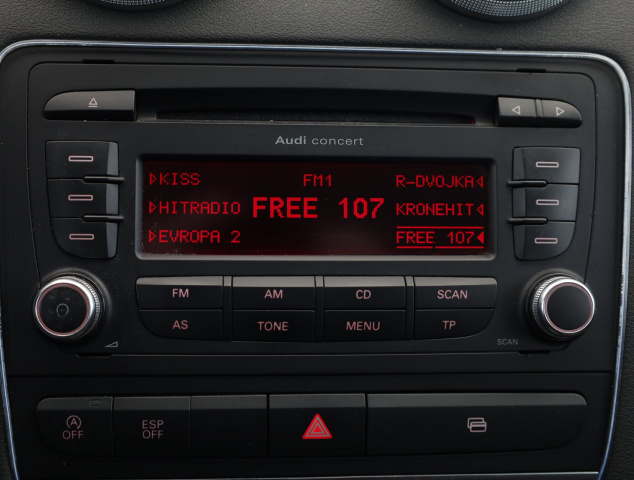 Audi concert
KISS FM1 R-DVOJKA
HITRADIO FREE 107 KRONEHIT
EVROPA 2 FREE 107
FM AM CD SCAN
AS TONE MENU TP
SCAN
A
OFF
ESP
OFF